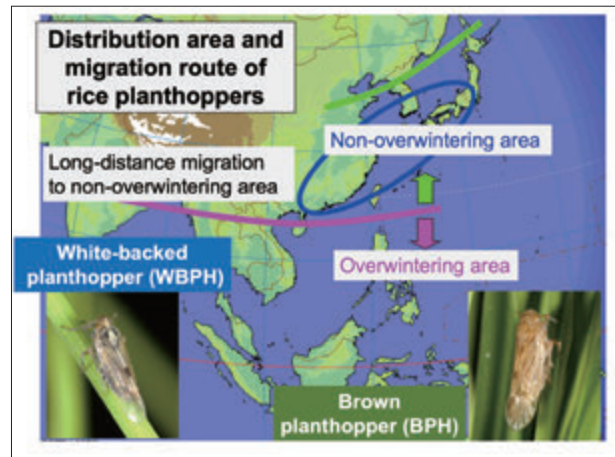 Distribution area and
migration route of
rice planthoppers
Non-overwintering area
Long-distance migration
to non-overwintering area
White-backed
planthopper (WBPH)
Overwintering area
Brown
planthopper (BPH)